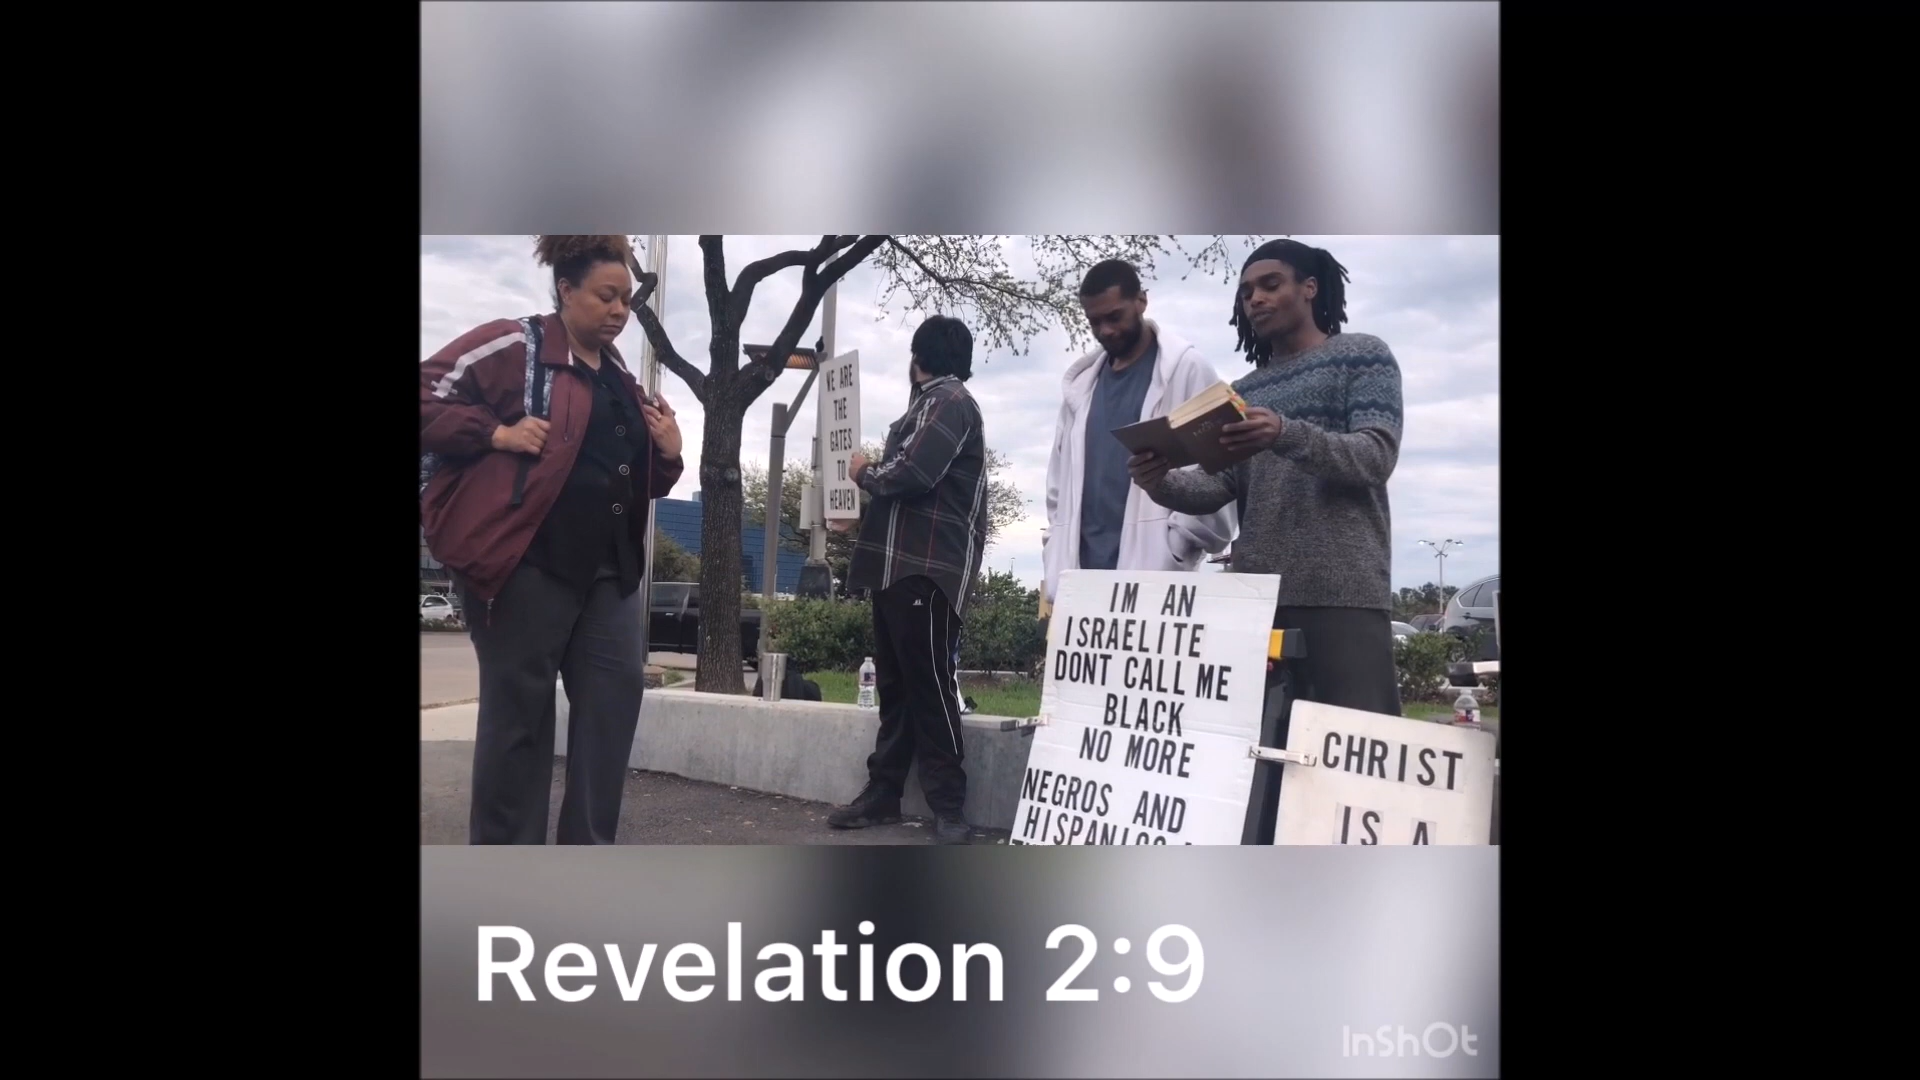 WE ARE
THE
GATES
TO
HEAVEN
IM AN
ISRAELITE
DONT CALL ME
BLACK
NO MORE
NEGROS AND
HISPANICS
CHRIST
IS A
Revelation 2:9
InShOt